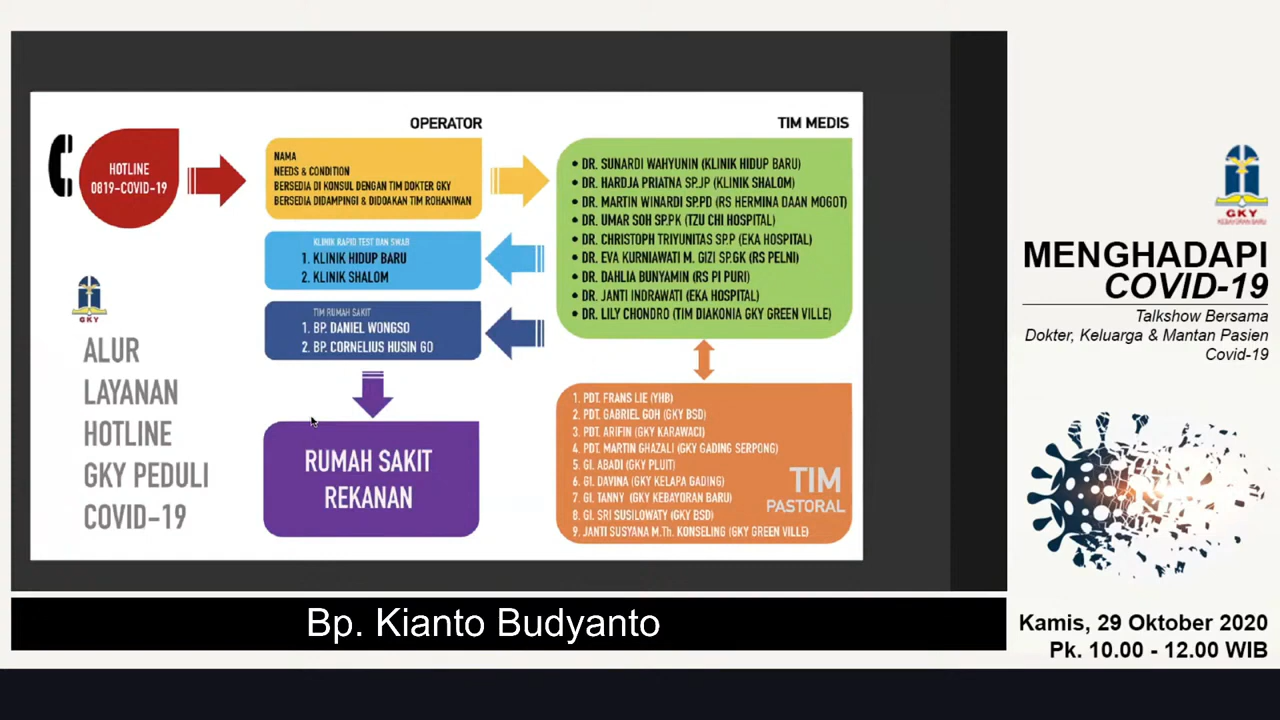 HOTLINE
0819-COVID-19
OPERATOR
NAMA
NEEDS & CONDITION
BERSEDIA DI KONSUL DENGAN TIM DOKTER GKY
BERSEDIA DIDAMPINGI & DIDOAKAN TIM ROHANIWAN
KLINIK RAPID TEST DAN SWAB
1. KLINIK HIDUP BARU
2. KLINIK SHALOM
TIM RUMAH SAKIT
1. BP. DANIEL WONGSO
2. BP. CORNELIUS HUSIN GO
RUMAH SAKIT
REKANAN
TIM MEDIS
• DR. SUNARDI WAHYUNIN (KLINIK HIDUP BARU)
• DR. HARDJA PRIATNA SP.JP (KLINIK SHALOM)
• DR. MARTIN WINARDI SP.PD (RS HERMINA DAAN MOGOT)
• DR. UMAR SOH SP.PK (TZU CHI HOSPITAL)
• DR. CHRISTOPH TRIYUNITAS SP.P (EKA HOSPITAL)
• DR. EVA KURNIAWATI M. GIZI SP.GK (RS PELNI)
• DR. DAHLIA BUNYAMIN (RS PI PURI)
• DR. JANTI INDRAWATI (EKA HOSPITAL)
• DR. LILY CHONDRO (TIM DIAKONIA GKY GREEN VILLE)
1. PDT. FRANS LIE (YHB)
2. PDT. GABRIEL GOH (GKY BSD)
3. PDT. ARIFIN (GKY KARAWACI)
4. PDT. MARTIN GHAZALI (GKY GADING SERPONG)
5. GI. ABADI (GKY PLUIT)
6. GI. DAVINA (GKY KELAPA GADING)
7. GI. TANNY (GKY KEBAYORAN BARU)
8. GI. SRI SUSILOWATY (GKY BSD)
9. JANTI SUSYANA M.Th. KONSELING (GKY GREEN VILLE)
TIM
PASTORAL
GKY
ALUR
LAYANAN
HOTLINE
GKY PEDULI
COVID-19
Bp. Kianto Budyanto
GKY
KEBAYORAN BARU
MENGHADAPI
COVID-19
Talkshow Bersama
Dokter, Keluarga & Mantan Pasien
Covid-19
Kamis, 29 Oktober 2020
Pk. 10.00 - 12.00 WIB